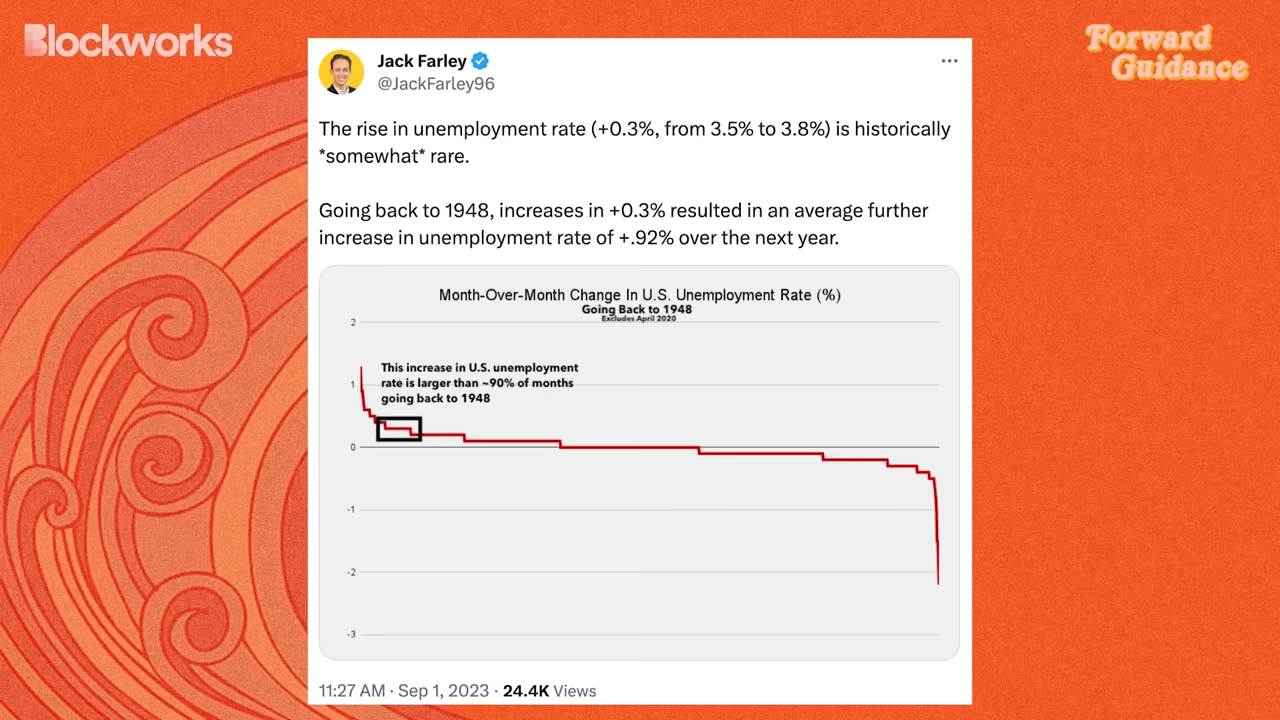 Blockworks
Forward
Guidance
Jack Farley
@JackFarley96
The rise in unemployment rate (+0.3%, from 3.5% to 3.8%) is historically
*somewhat* rare.
Going back to 1948, increases in +0.3% resulted in an average further
increase in unemployment rate of +.92% over the next year.
Month-Over-Month Change In U.S. Unemployment Rate (%)
Going Back to 1948
Excludes April 2020
2
This increase in U.S. unemployment
rate is larger than ~90% of months
going back to 1948
1
0
-1
-2
-3
11:27 AM · Sep 1, 2023 · 24.4K Views